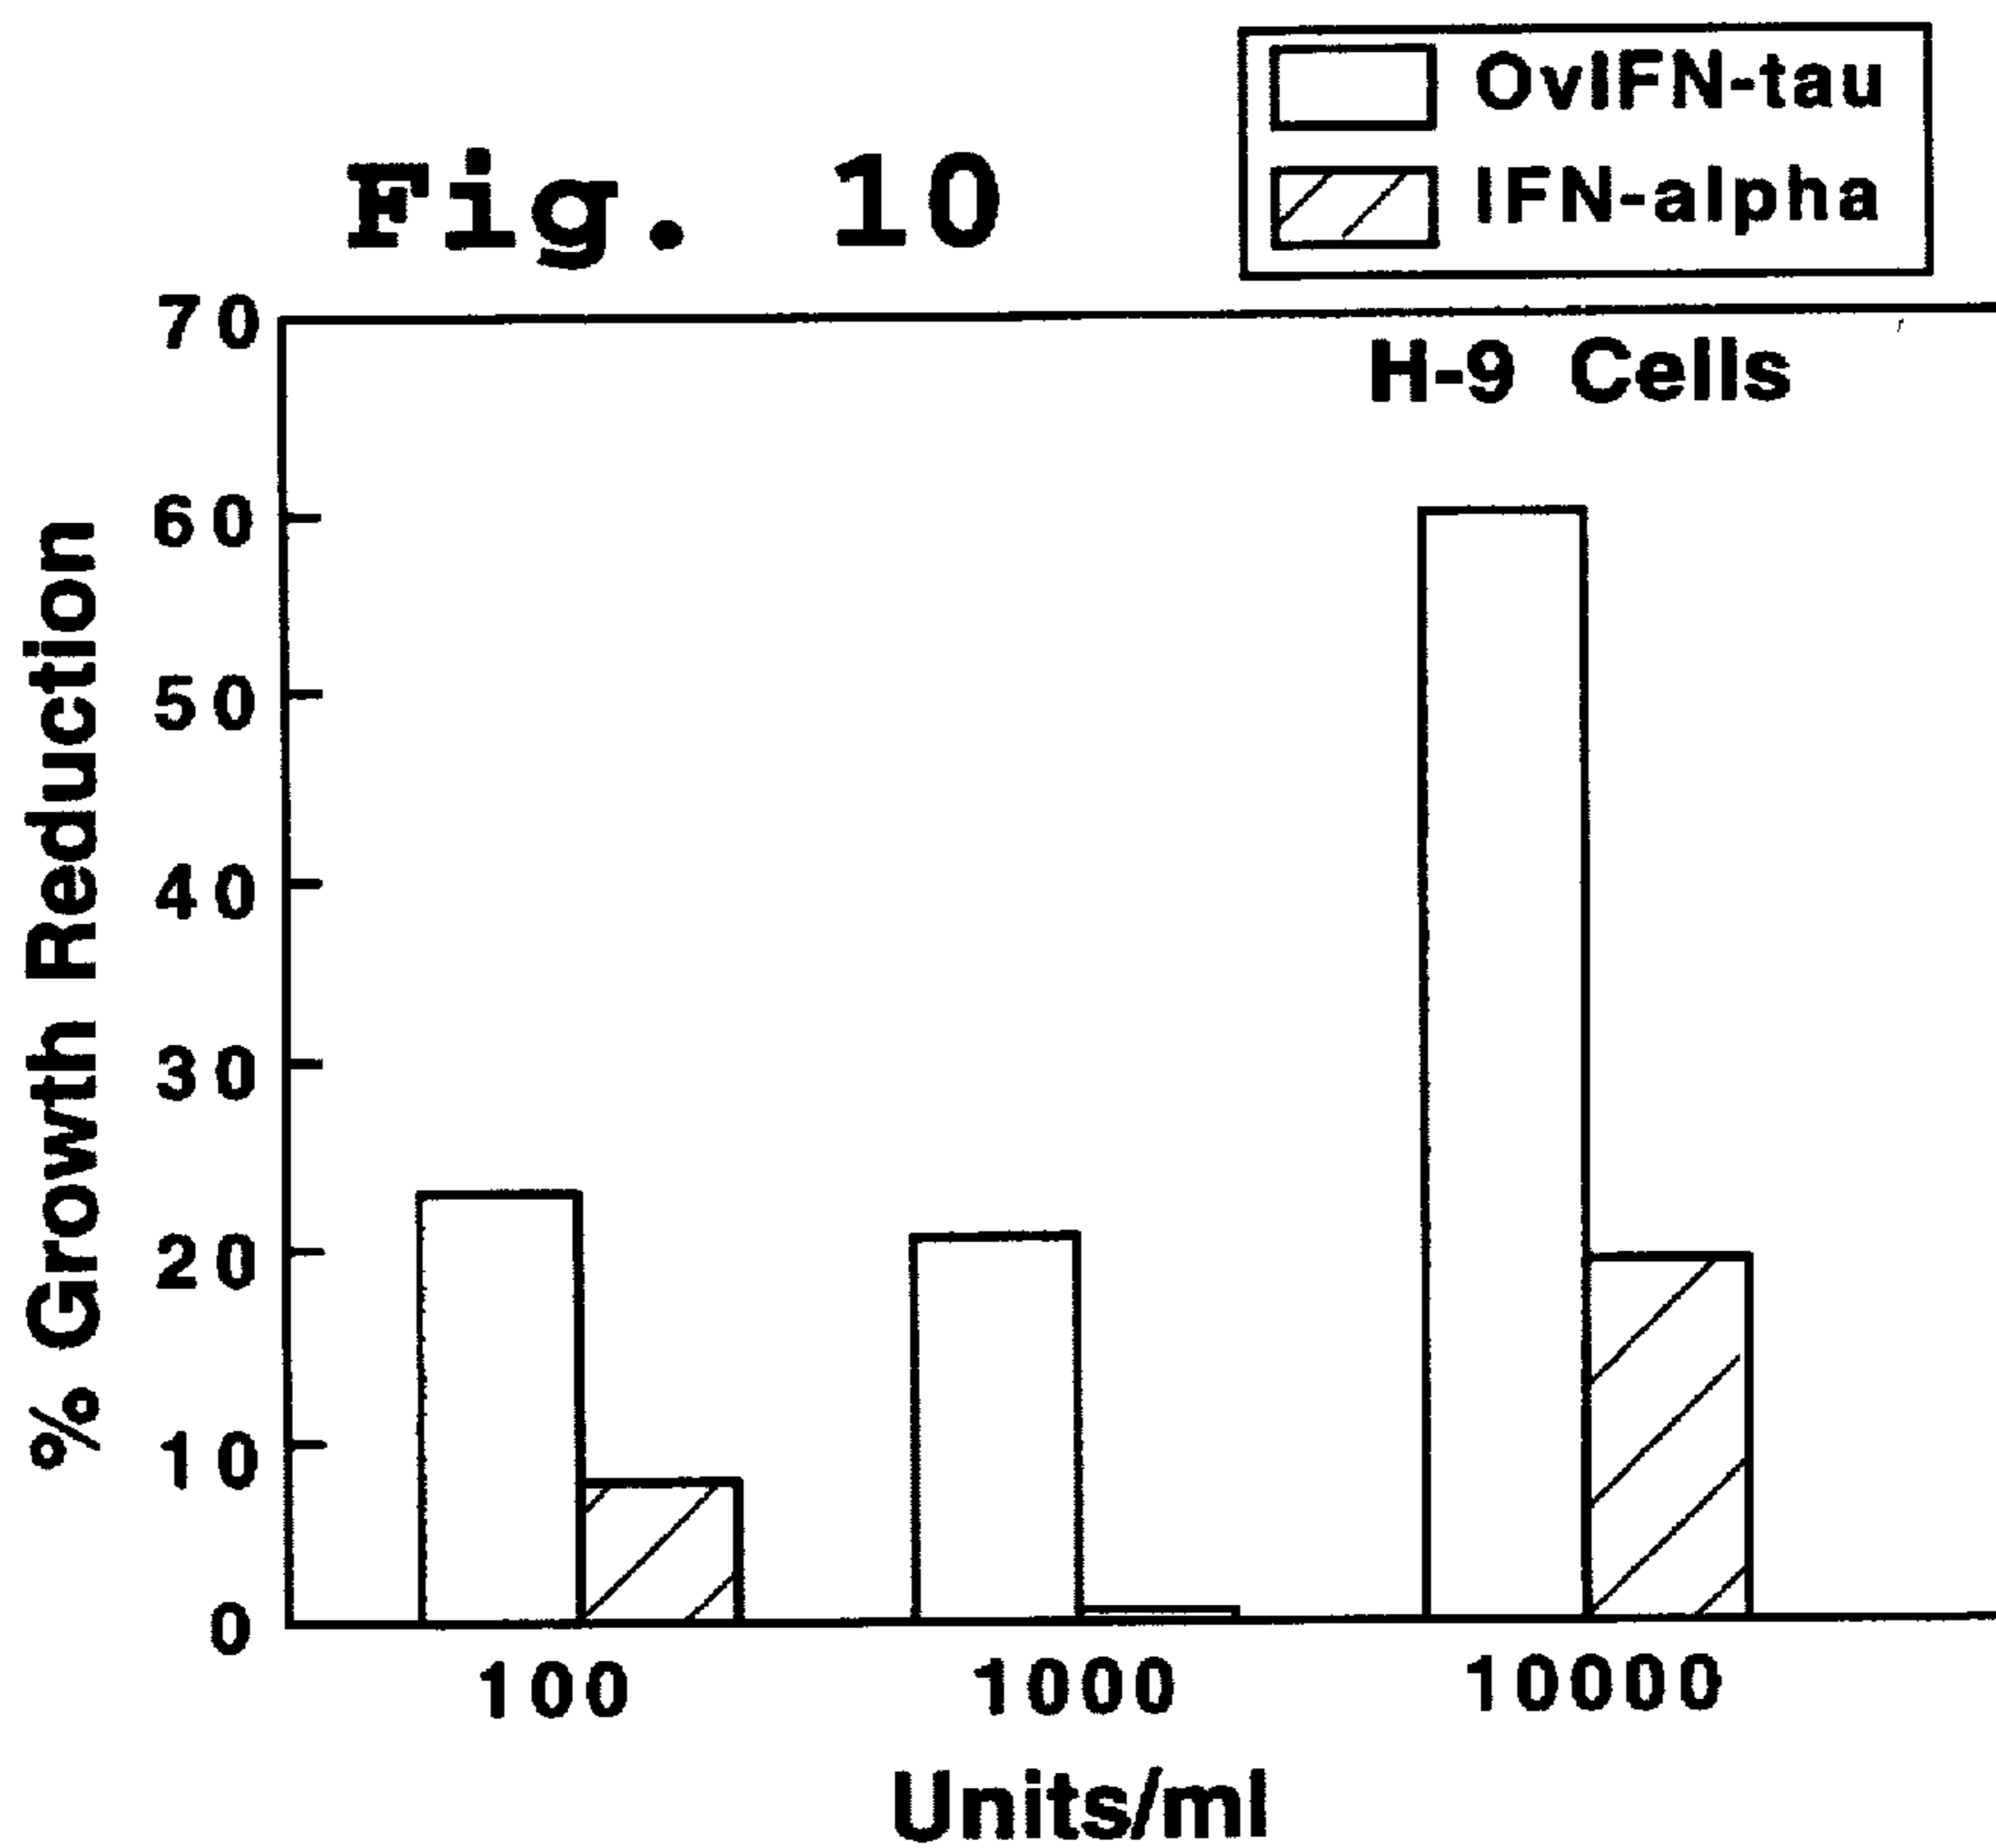 Fig. 10
OvIFN-tau
IFN-alpha
H-9 Cells
% Growth Reduction
70
60
50
40
30
20
10
0
100 1000 10000
Units/ml